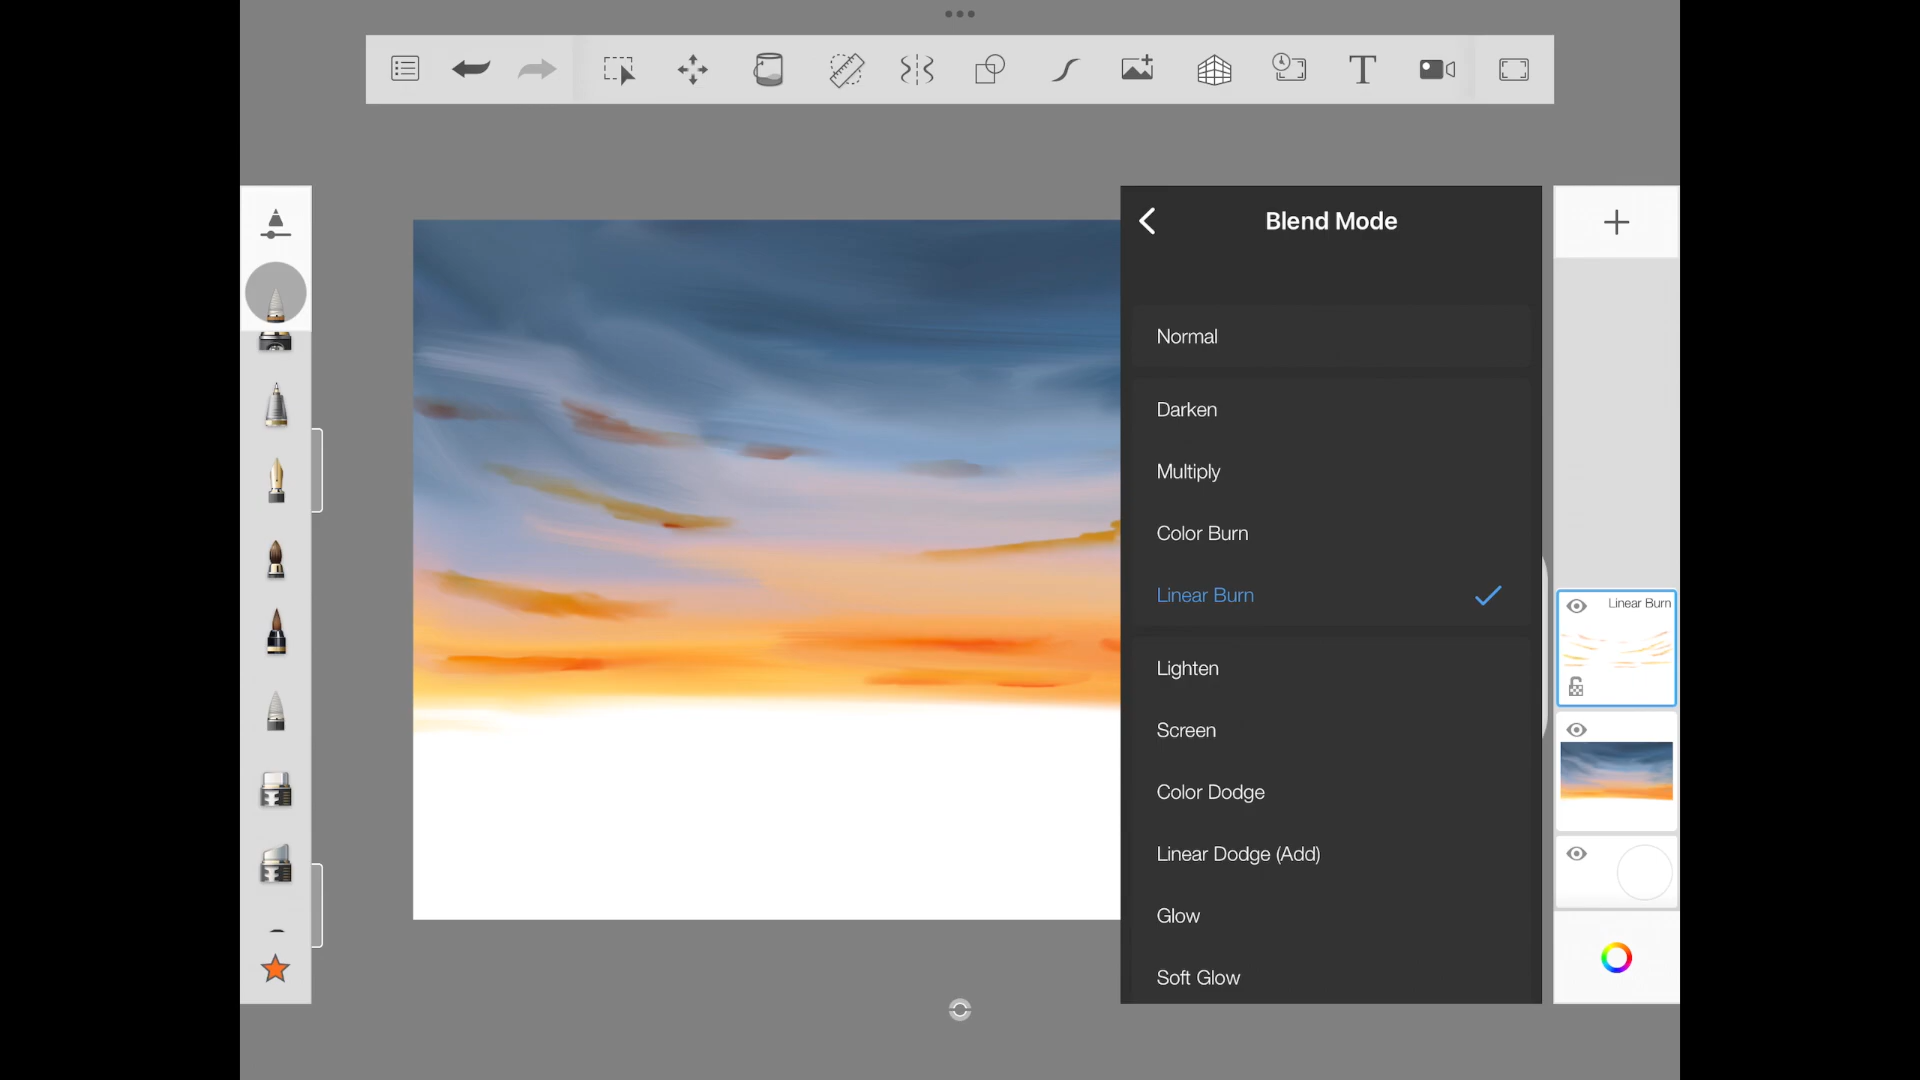 T
Blend Mode
Normal
Darken
Multiply
Color Burn
Linear Burn
Lighten
Screen
Color Dodge
Linear Dodge (Add)
Glow
Soft Glow
Linear Burn